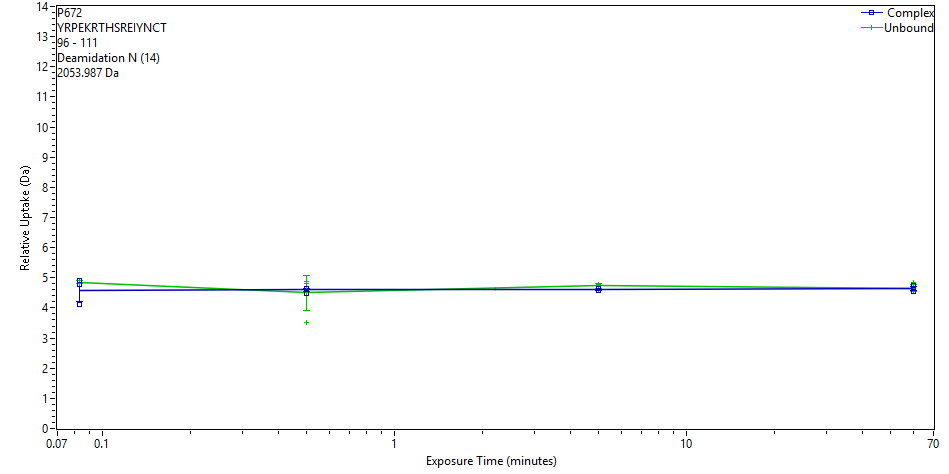 P672
YRPEKRTHSREIYNCT
96 - 111
Deamidation N (14)
2053.987 Da
Complex
Unbound
14
13
12
11
10
9
8
7
6
5
4
3
2
1
0
Relative Uptake (Da)
0.07
0.1
1
10
70
Exposure Time (minutes)